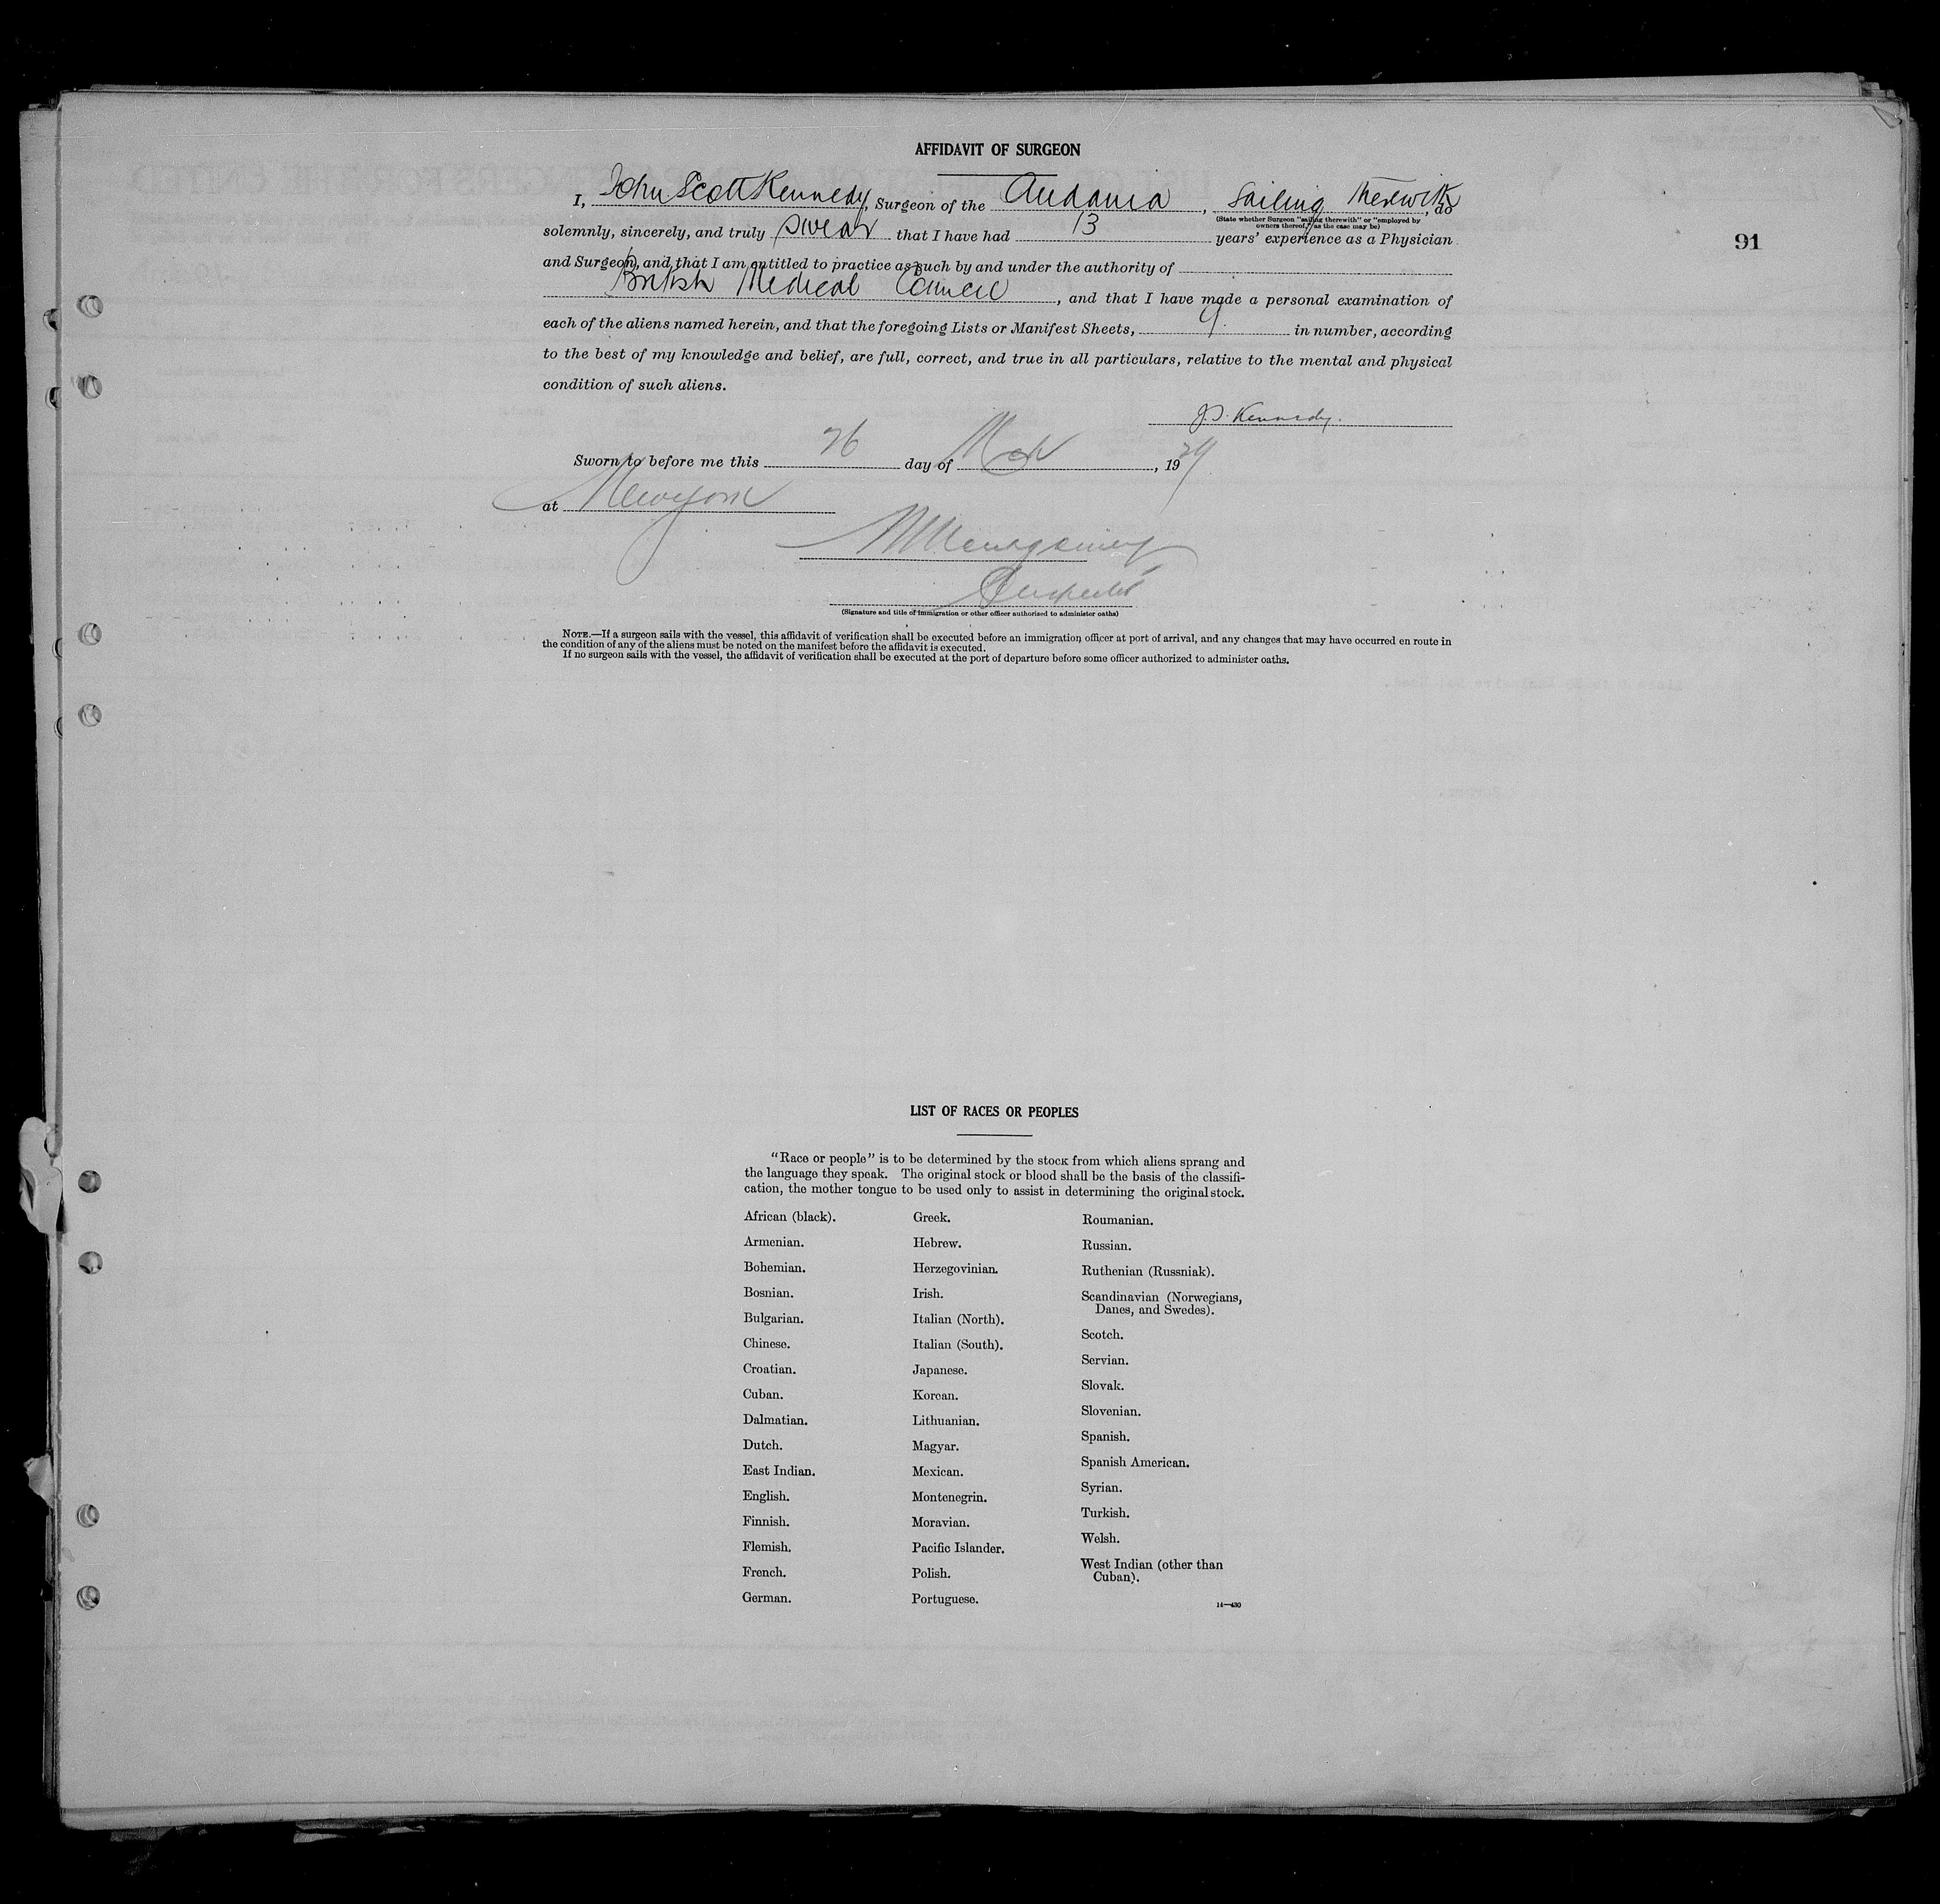 AFFIDAVIT OF SURGEON
I, John Scott Kennedy, Surgeon of the Andania, Sailing therewith, do
(State whether Surgeon "sailing therewith" or "employed by
owners thereof," as the case may be)
solemnly, sincerely, and truly swear that I have had 13 years' experience as a Physician
91
and Surgeon, and that I am entitled to practice as such by and under the authority of
British Medical Council, and that I have made a personal examination of
each of the aliens named herein, and that the foregoing Lists or Manifest Sheets, in number, according
to the best of my knowledge and belief, are full, correct, and true in all particulars, relative to the mental and physical
condition of such aliens.
J.S. Kennedy.
Sworn to before me this 26 day of , 19
at New York
Montgomery
Inspector
(Signature and title of immigration or other officer authorized to administer oaths)
NOTE.—If a surgeon sails with the vessel, this affidavit of verification shall be executed before an immigration officer at port of arrival, and any changes that may have occurred en route in
the condition of any of the aliens must be noted on the manifest before the affidavit is executed.
If no surgeon sails with the vessel, the affidavit of verification shall be executed at the port of departure before some officer authorized to administer oaths.
LIST OF RACES OR PEOPLES
"Race or people" is to be determined by the stock from which aliens sprang and
the language they speak. The original stock or blood shall be the basis of the classifi-
cation, the mother tongue to be used only to assist in determining the original stock.
African (black).
Armenian.
Bohemian.
Bosnian.
Bulgarian.
Chinese.
Croatian.
Cuban.
Dalmatian.
Dutch.
East Indian.
English.
Finnish.
Flemish.
French.
German.
Greek.
Hebrew.
Herzegovinian.
Irish.
Italian (North).
Italian (South).
Japanese.
Korean.
Lithuanian.
Magyar.
Mexican.
Montenegrin.
Moravian.
Pacific Islander.
Polish.
Portuguese.
Roumanian.
Russian.
Ruthenian (Russniak).
Scandinavian (Norwegians,
Danes, and Swedes).
Scotch.
Servian.
Slovak.
Slovenian.
Spanish.
Spanish American.
Syrian.
Turkish.
Welsh.
West Indian (other than
Cuban).
14—430